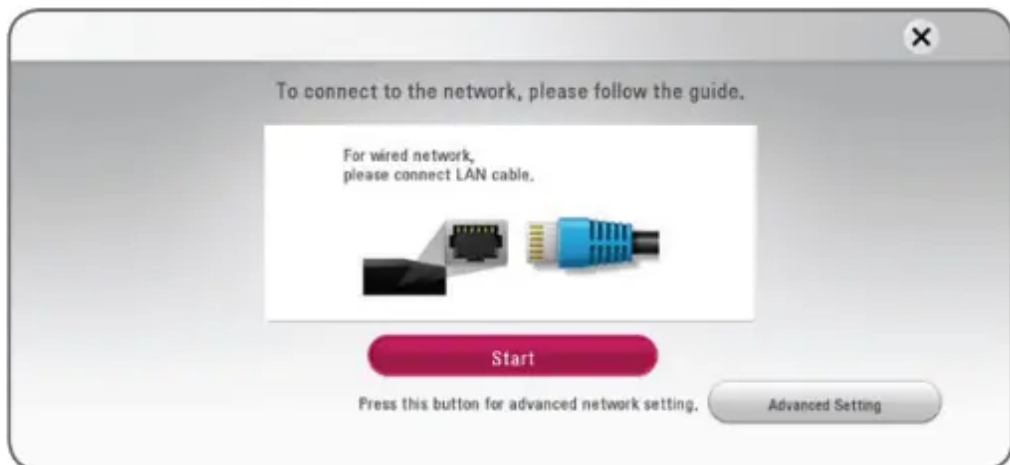 To connect to the network, please follow the guide.
For wired network,
please connect LAN cable.
Start
Press this button for advanced network setting.
Advanced Setting